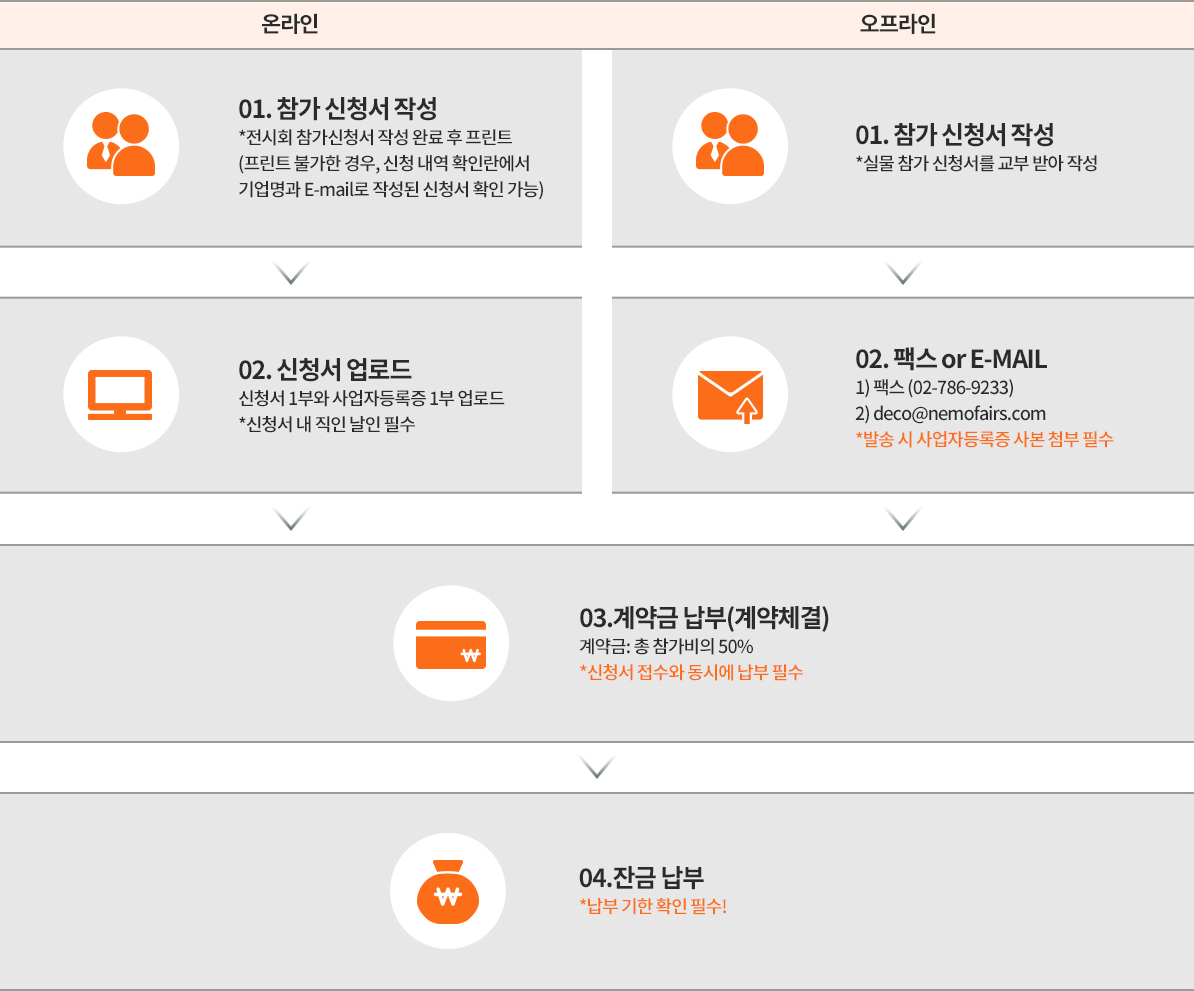 온라인
오프라인
01. 참가 신청서 작성
*전시회 참가신청서 작성 완료 후 프린트
(프린트 불가한 경우, 신청 내역 확인란에서
기업명과 E-mail로 작성된 신청서 확인 가능)
01. 참가 신청서 작성
*실물 참가 신청서를 교부 받아 작성
02. 신청서 업로드
신청서 1부와 사업자등록증 1부 업로드
*신청서 내 직인 날인 필수
02. 팩스 or E-MAIL
1) 팩스 (02-786-9233)
2) deco@nemofairs.com
*발송 시 사업자등록증 사본 첨부 필수
03.계약금 납부(계약체결)
계약금: 총 참가비의 50%
*신청서 접수와 동시에 납부 필수
04.잔금 납부
*납부 기한 확인 필수!